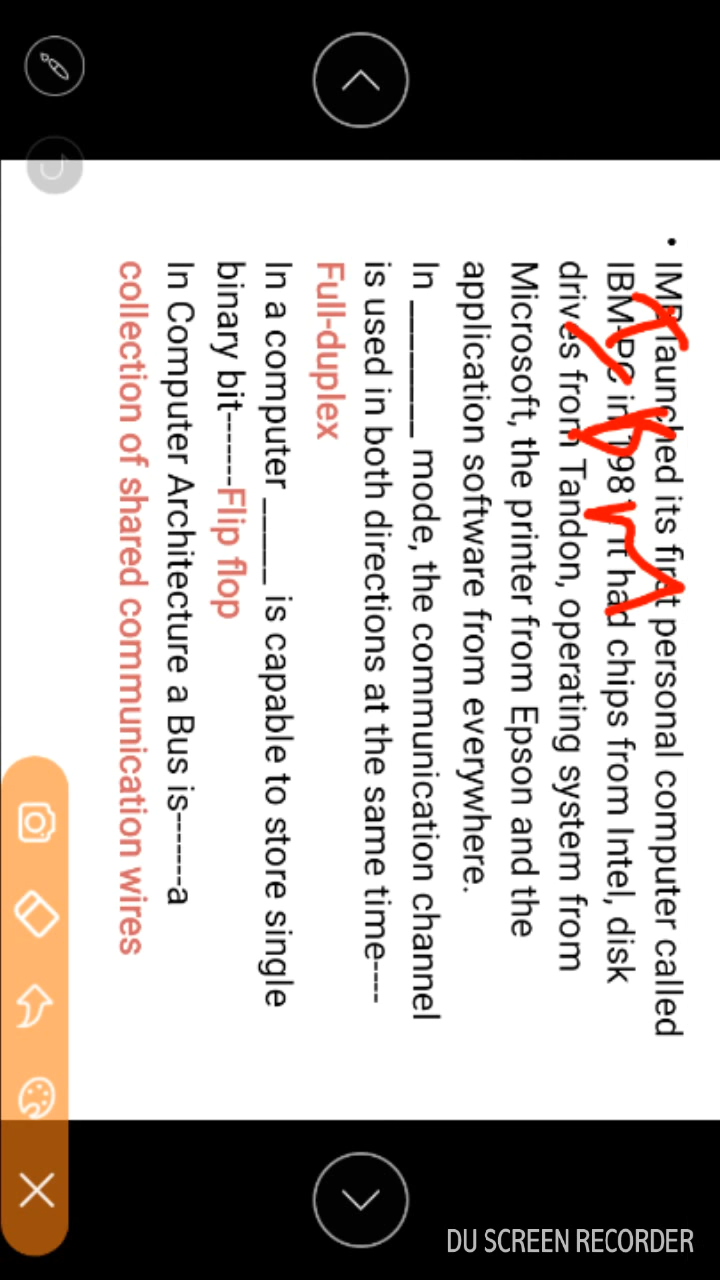 • IMB launched its first personal computer called
IBM-PC in 1981 it had chips from Intel, disk
drives from Tandon, operating system from
Microsoft, the printer from Epson and the
application software from everywhere.
In ________ mode, the communication channel
is used in both directions at the same time----
Full-duplex
In a computer _____ is capable to store single
binary bit------Flip flop
In Computer Architecture a Bus is------a
collection of shared communication wires
IBM
DU SCREEN RECORDER